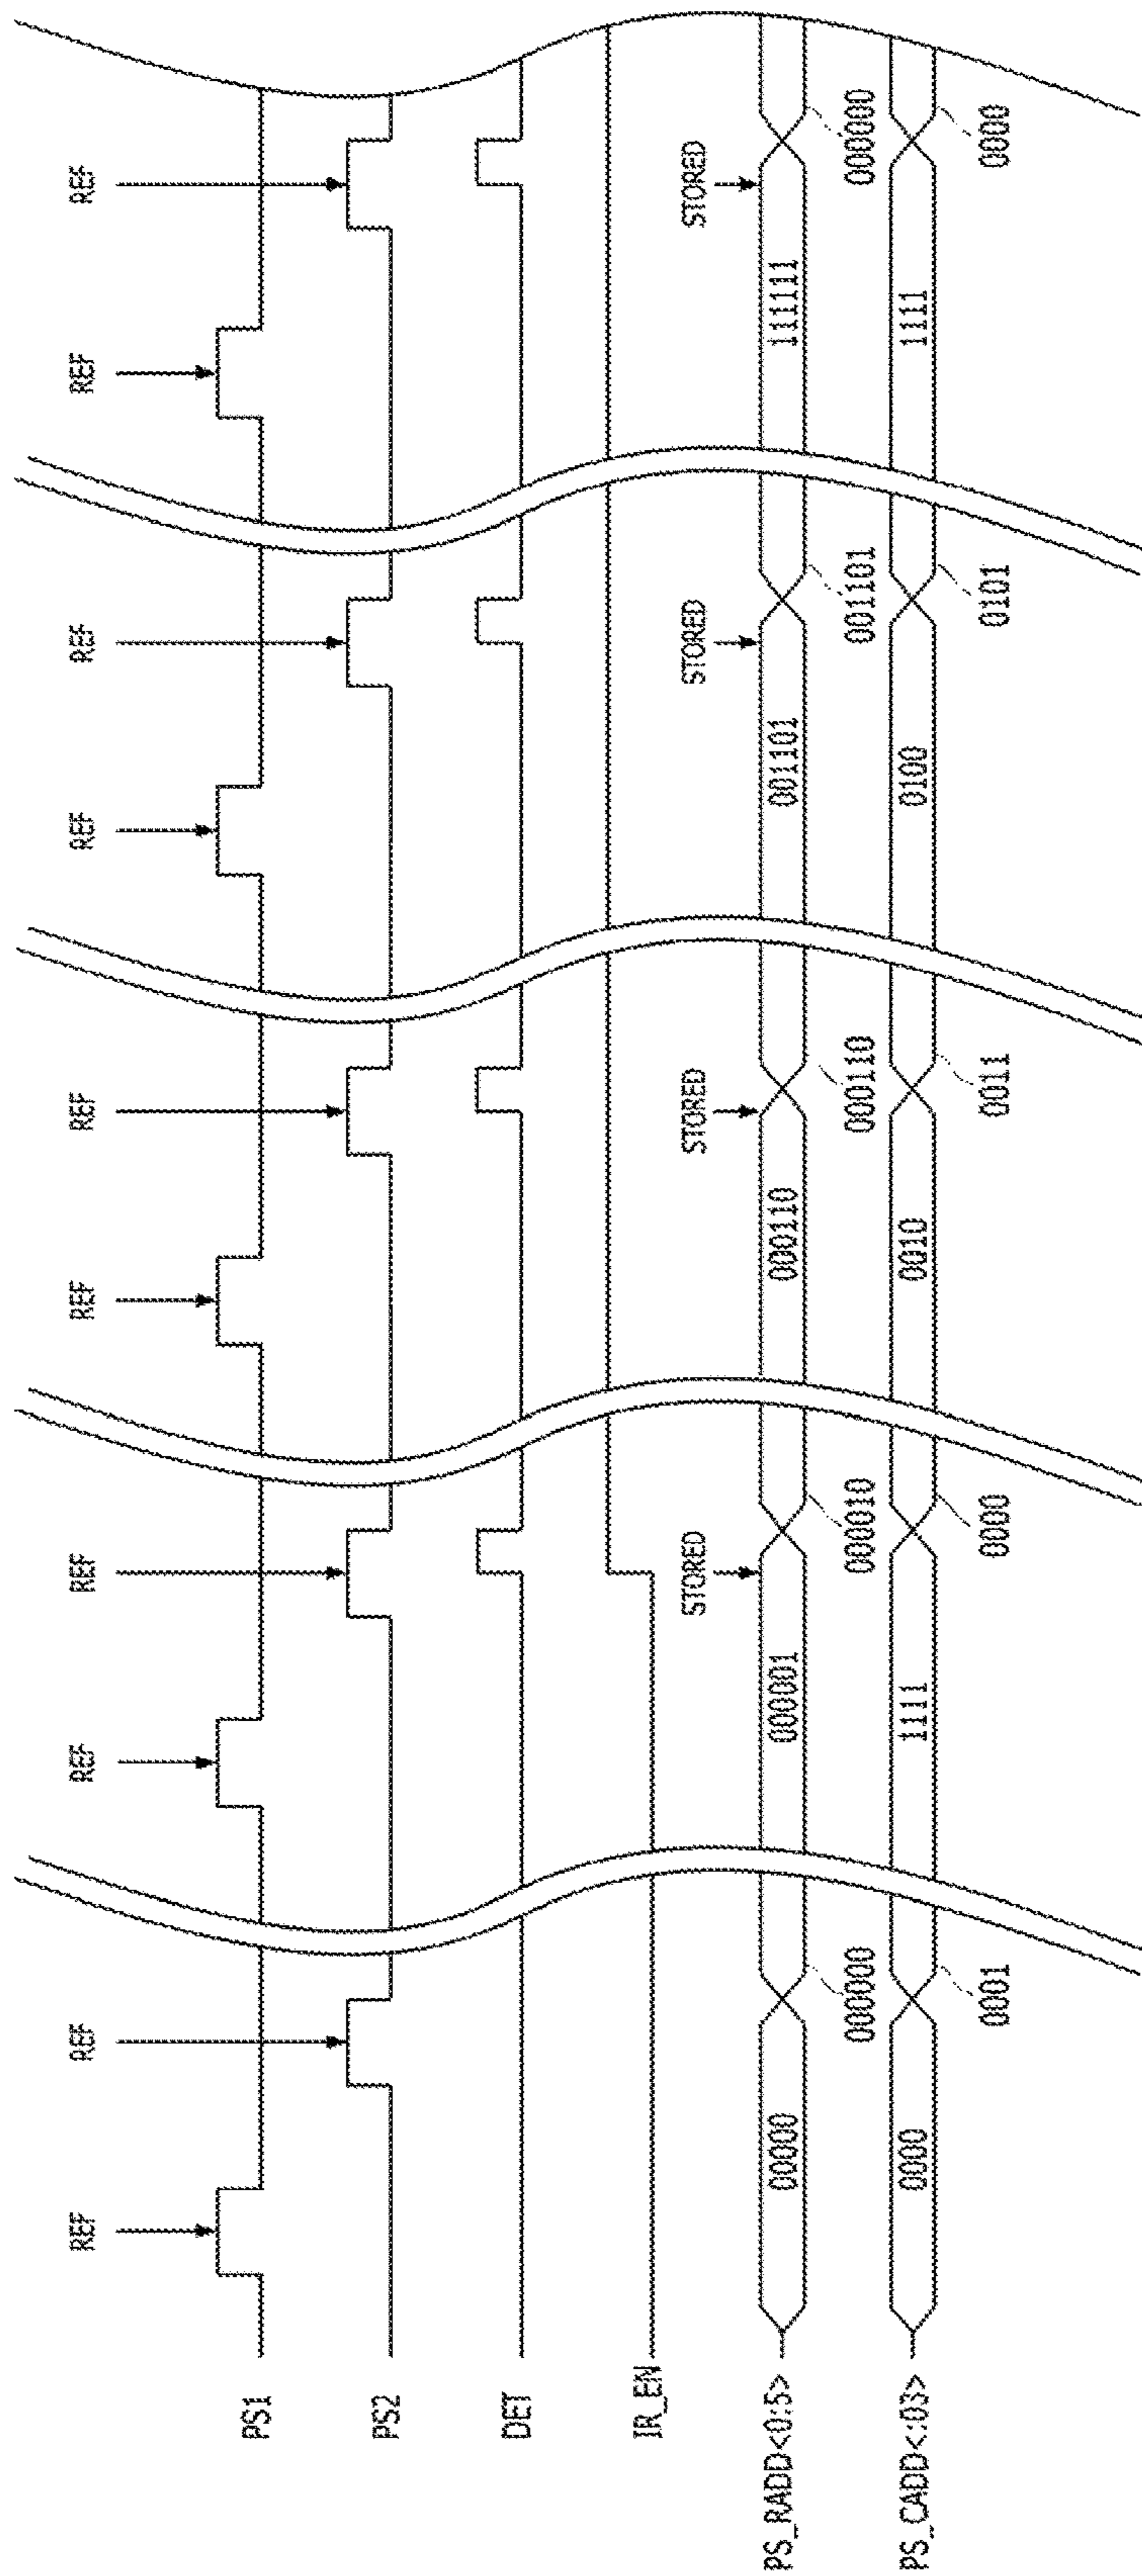 REF REF REF REF REF REF REF REF REF REF
PS1
PS2
DET
IR_EN
STORED STORED STORED STORED
PS_RADD<0:5> 00000 000001 000110 001101 111111
000000 000010 000110 001101 000000
PS_CADD<:03> 0000 1111 0010 0100 1111
0001 0000 0011 0101 0000